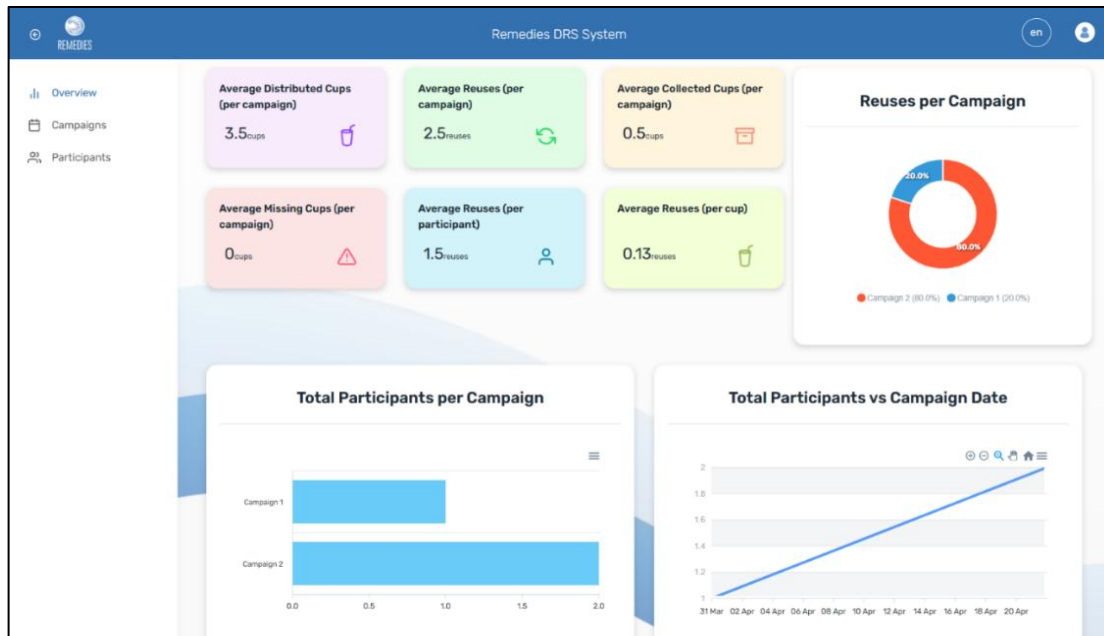 REMEDIES
Remedies DRS System
en
Overview
Campaigns
Participants
Average Distributed Cups
(per campaign)
3.5cups
Average Reuses (per
campaign)
2.5reuses
Average Collected Cups (per
campaign)
0.5cups
Average Missing Cups (per
campaign)
0cups
Average Reuses (per
participant)
1.5reuses
Average Reuses (per cup)
0.13reuses
Reuses per Campaign
20.0%
80.0%
Campaign 2 (80.0%) Campaign 1 (20.0%)
Total Participants per Campaign
Campaign 1
Campaign 2
0.0 0.5 1.0 1.5 2.0
Total Participants vs Campaign Date
2
1.8
1.6
1.4
1.2
1
31 Mar 02 Apr 04 Apr 06 Apr 08 Apr 10 Apr 12 Apr 14 Apr 16 Apr 18 Apr 20 Apr